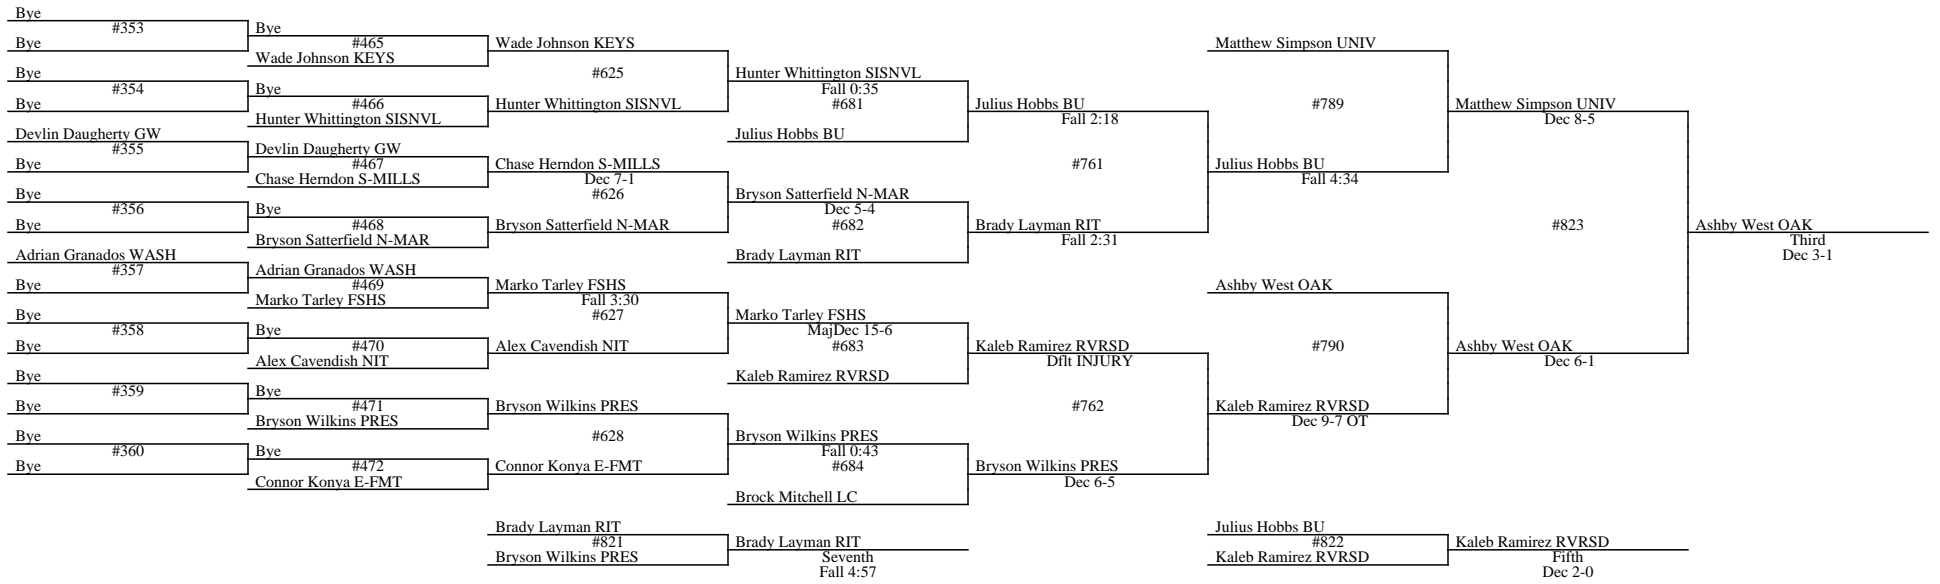 Bye
#353
Bye
Bye
#354
Bye
Devlin Daugherty GW
#355
Bye
Bye
#356
Bye
Adrian Granados WASH
#357
Bye
Bye
#358
Bye
Bye
#359
Bye
Bye
#360
Bye
Bye
#465
Wade Johnson KEYS
Bye
#466
Hunter Whittington SISNVL
Devlin Daugherty GW
#467
Chase Herndon S-MILLS
Bye
#468
Bryson Satterfield N-MAR
Adrian Granados WASH
#469
Marko Tarley FSHS
Bye
#470
Alex Cavendish NIT
Bye
#471
Bryson Wilkins PRES
Bye
#472
Connor Konya E-FMT
Wade Johnson KEYS
#625
Hunter Whittington SISNVL
Chase Herndon S-MILLS
Dec 7-1
#626
Bryson Satterfield N-MAR
Marko Tarley FSHS
Fall 3:30
#627
Alex Cavendish NIT
Bryson Wilkins PRES
#628
Connor Konya E-FMT
Hunter Whittington SISNVL
Fall 0:35
#681
Julius Hobbs BU
Bryson Satterfield N-MAR
Dec 5-4
#682
Brady Layman RIT
Marko Tarley FSHS
MajDec 15-6
#683
Kaleb Ramirez RVRSD
Bryson Wilkins PRES
Fall 0:43
#684
Brock Mitchell LC
Julius Hobbs BU
Fall 2:18
#761
Brady Layman RIT
Fall 2:31
Kaleb Ramirez RVRSD
Dflt INJURY
#762
Bryson Wilkins PRES
Dec 6-5
Matthew Simpson UNIV
#789
Julius Hobbs BU
Fall 4:34
Ashby West OAK
#790
Kaleb Ramirez RVRSD
Dec 9-7 OT
Matthew Simpson UNIV
Dec 8-5
#823
Ashby West OAK
Dec 6-1
Ashby West OAK
Third
Dec 3-1
Brady Layman RIT
#821
Bryson Wilkins PRES
Brady Layman RIT
Seventh
Fall 4:57
Julius Hobbs BU
#822
Kaleb Ramirez RVRSD
Kaleb Ramirez RVRSD
Fifth
Dec 2-0